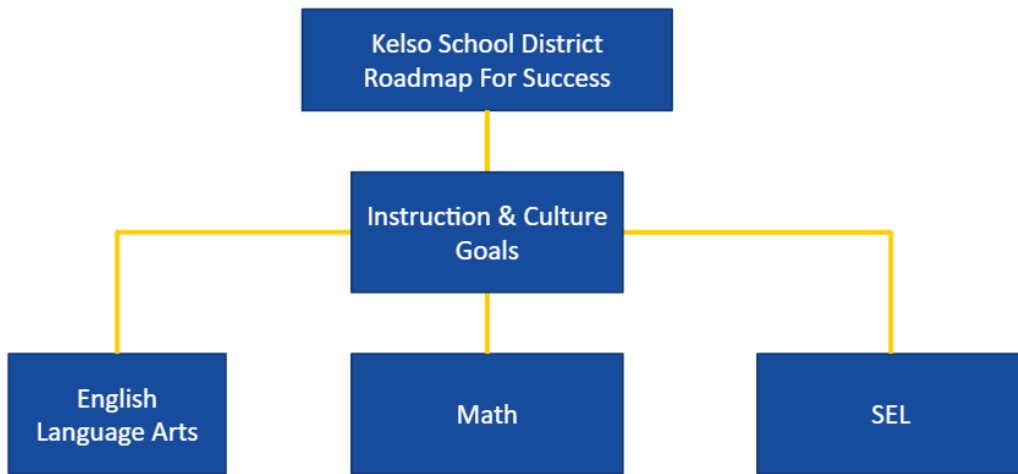 Kelso School District
Roadmap For Success
Instruction & Culture
Goals
English
Language Arts
Math
SEL